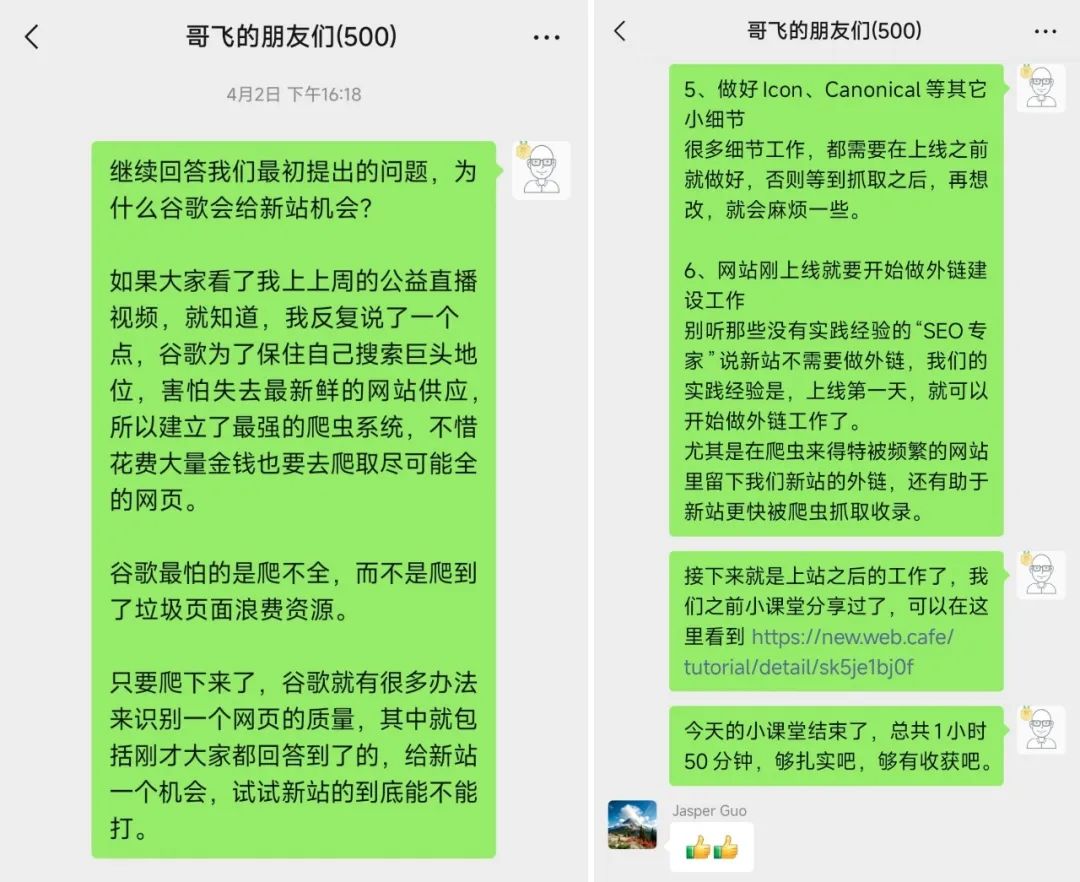 哥飞的朋友们(500)
4月2日 下午16:18
继续回答我们最初提出的问题，为
什么谷歌会给新站机会？
如果大家看了我上上周的公益直播
视频，就知道，我反复说了一个
点，谷歌为了保住自己搜索巨头地
位，害怕失去最新鲜的网站供应，
所以建立了最强的爬虫系统，不惜
花费大量金钱也要去爬取尽可能全
的网页。
谷歌最怕的是爬不全，而不是爬到
了垃圾页面浪费资源。
只要爬下来了，谷歌就有很多办法
来识别一个网页的质量，其中就包
括刚才大家都回答到了的，给新站
一个机会，试试新站的到底能不能
打。
哥飞的朋友们(500)
5、做好 Icon、Canonical 等其它
小细节
很多细节工作，都需要在上线之前
就做好，否则等到抓取之后，再想
改，就会麻烦一些。
6、网站刚上线就要开始做外链建
设工作
别听那些没有实践经验的“SEO 专
家”说新站不需要做外链，我们的
实践经验是，上线第一天，就可以
开始做外链工作了。
尤其是在爬虫来得特被频繁的网站
里留下我们新站的外链，还有助于
新站更快被爬虫抓取收录。
接下来就是上站之后的工作了，我
们之前小课堂分享过了，可以在这
里看到 https://new.web.cafe/
tutorial/detail/sk5je1bj0f
今天的小课堂结束了，总共1小时
50分钟，够扎实吧，够有收获吧。
Jasper Guo
👍👍